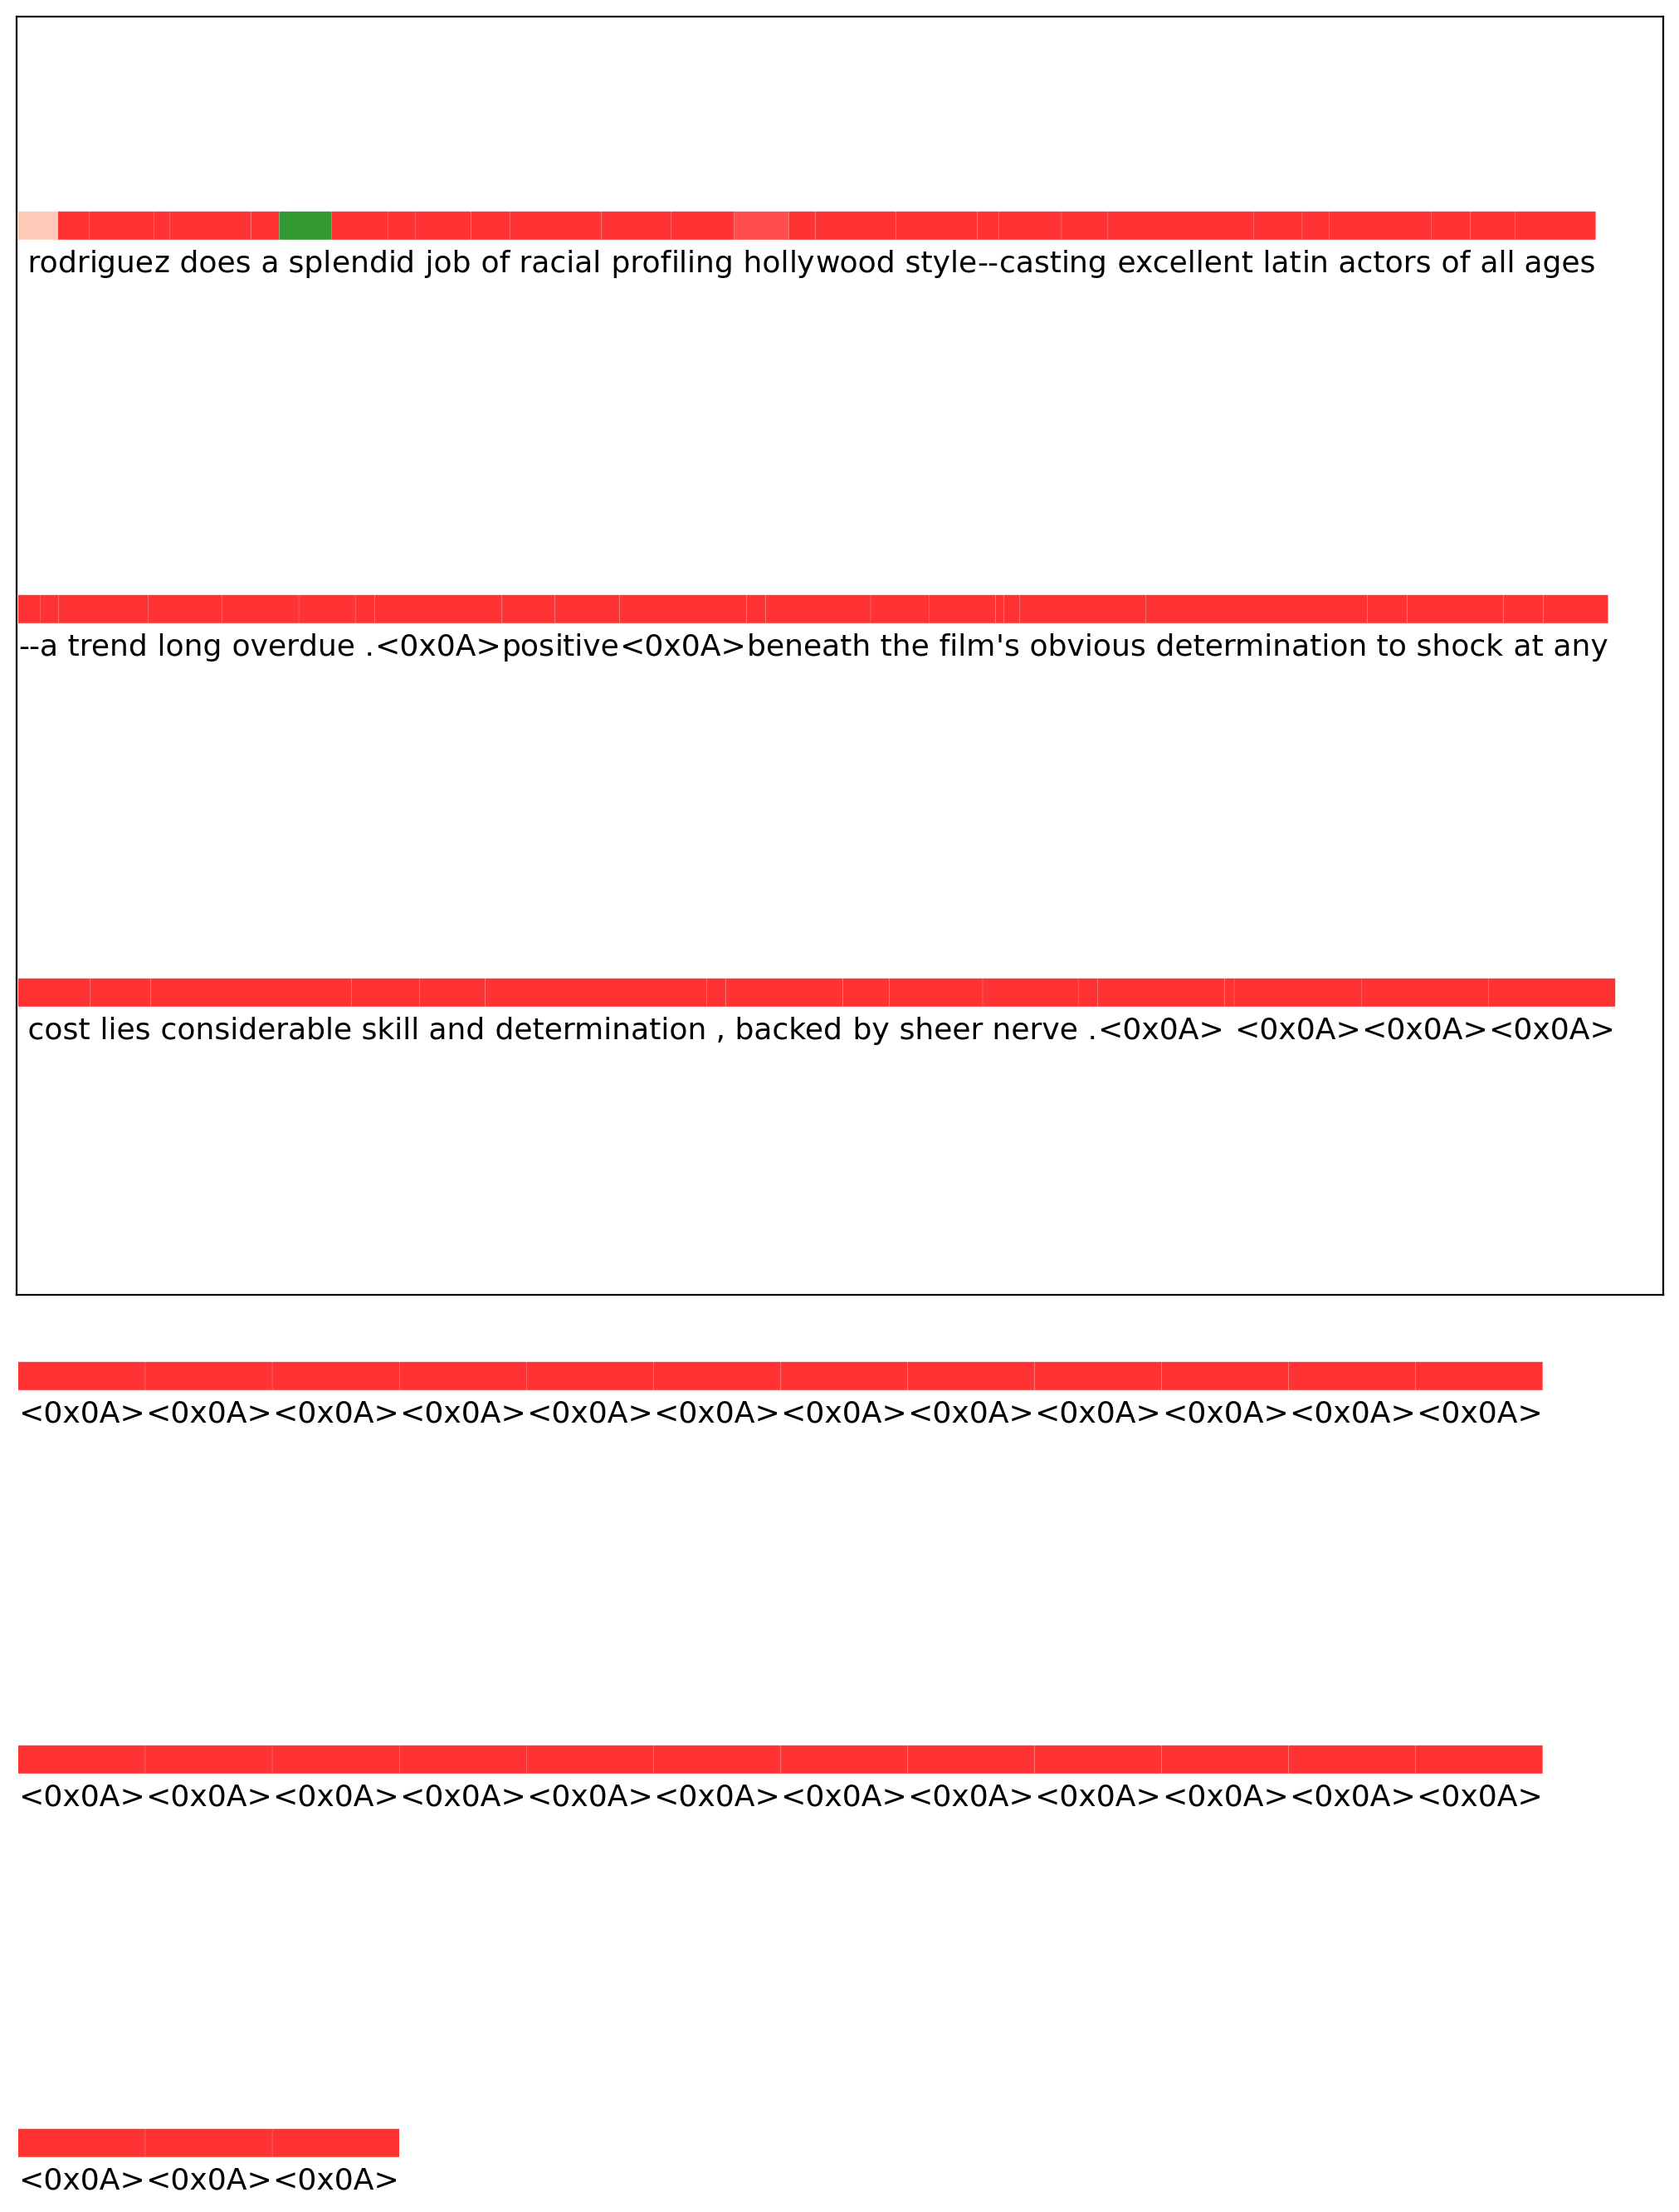 rodriguez does a splendid job of racial profiling hollywood style--casting excellent latin actors of all ages
--a trend long overdue .<0x0A>positive<0x0A>beneath the film's obvious determination to shock at any
cost lies considerable skill and determination , backed by sheer nerve .<0x0A> <0x0A><0x0A><0x0A>
<0x0A><0x0A><0x0A><0x0A><0x0A><0x0A><0x0A><0x0A><0x0A><0x0A><0x0A><0x0A>
<0x0A><0x0A><0x0A><0x0A><0x0A><0x0A><0x0A><0x0A><0x0A><0x0A><0x0A><0x0A>
<0x0A><0x0A><0x0A>